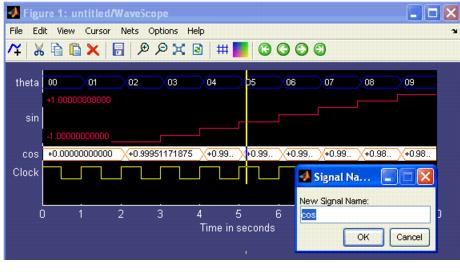 Figure 1: untitled/WaveScope
File Edit View Cursor Nets Options Help
theta 00 01 02 03 04 05 06 07 08 09
+1.00000000000
sin
-1.00000000000
cos +0.00000000000 +0.99951171875 +0.99.. +0.99.. +0.99.. +0.99.. +0.98.. +0.98..
Clock
Signal Na...
New Signal Name:
cos
OK Cancel
0 1 2 3 4 5 6
Time in seconds